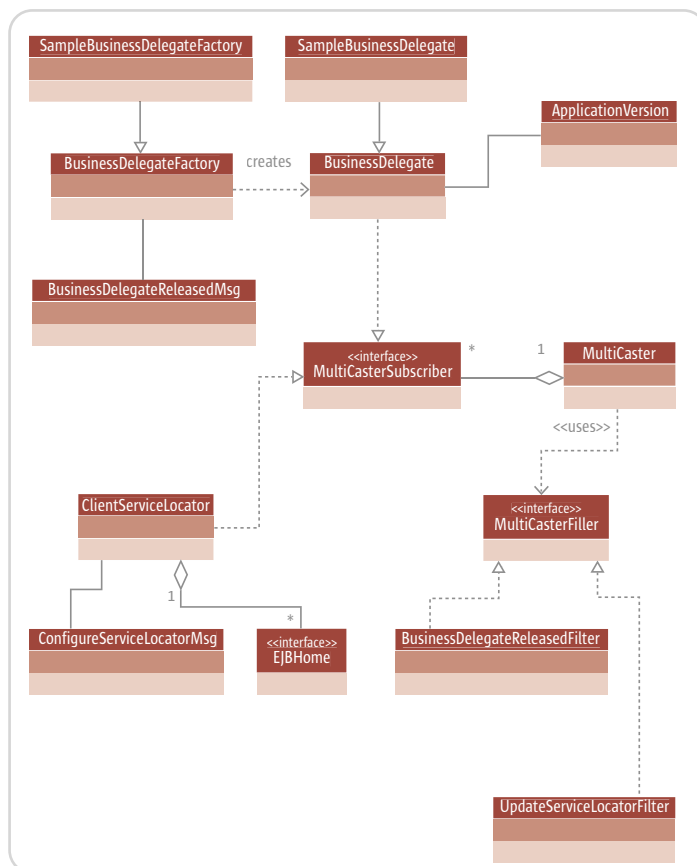 SampleBusinessDelegateFactory
SampleBusinessDelegate
ApplicationVersion
BusinessDelegateFactory
creates
BusinessDelegate
BusinessDelegateReleasedMsg
<<interface>>
MultiCasterSubscriber
*
1
MultiCaster
<<uses>>
ClientServiceLocator
<<interface>>
MultiCasterFiller
1
*
ConfigureServiceLocatorMsg
<<interface>>
EJBHome
BusinessDelegateReleasedFilter
UpdateServiceLocatorFilter